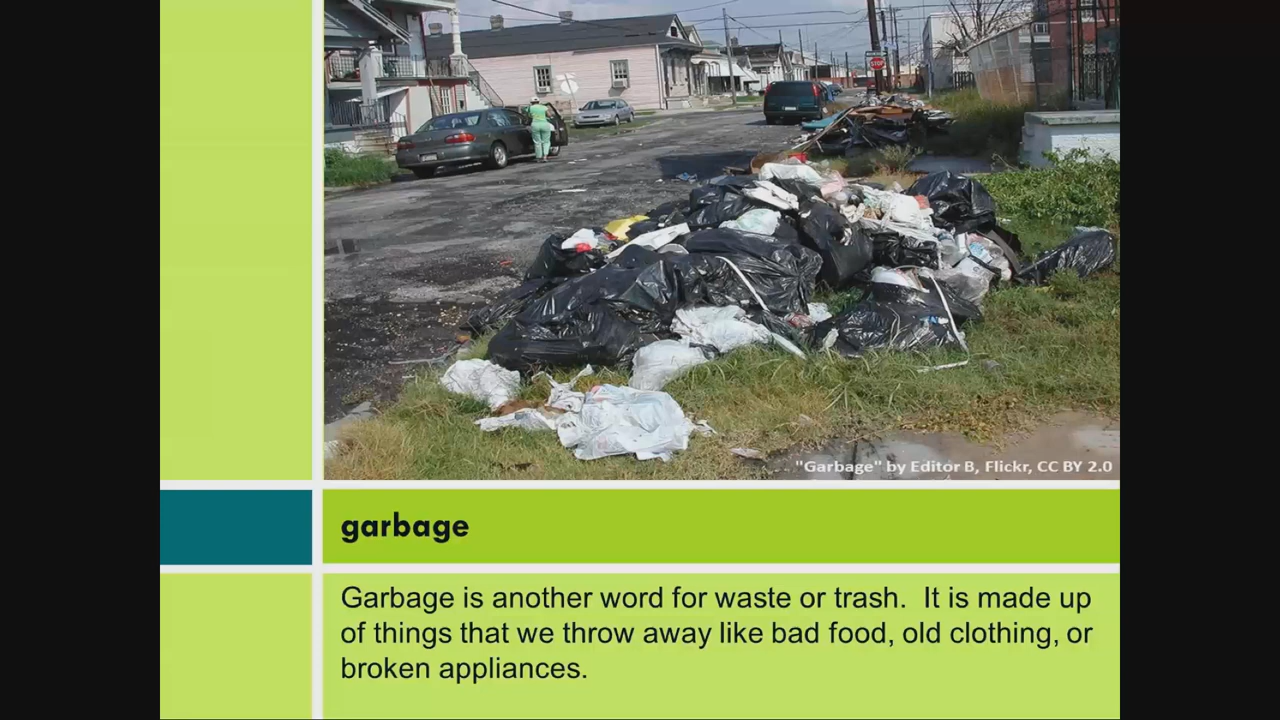 STOP
"Garbage" by Editor B, Flickr, CC BY 2.0
garbage
Garbage is another word for waste or trash.  It is made up
of things that we throw away like bad food, old clothing, or
broken appliances.